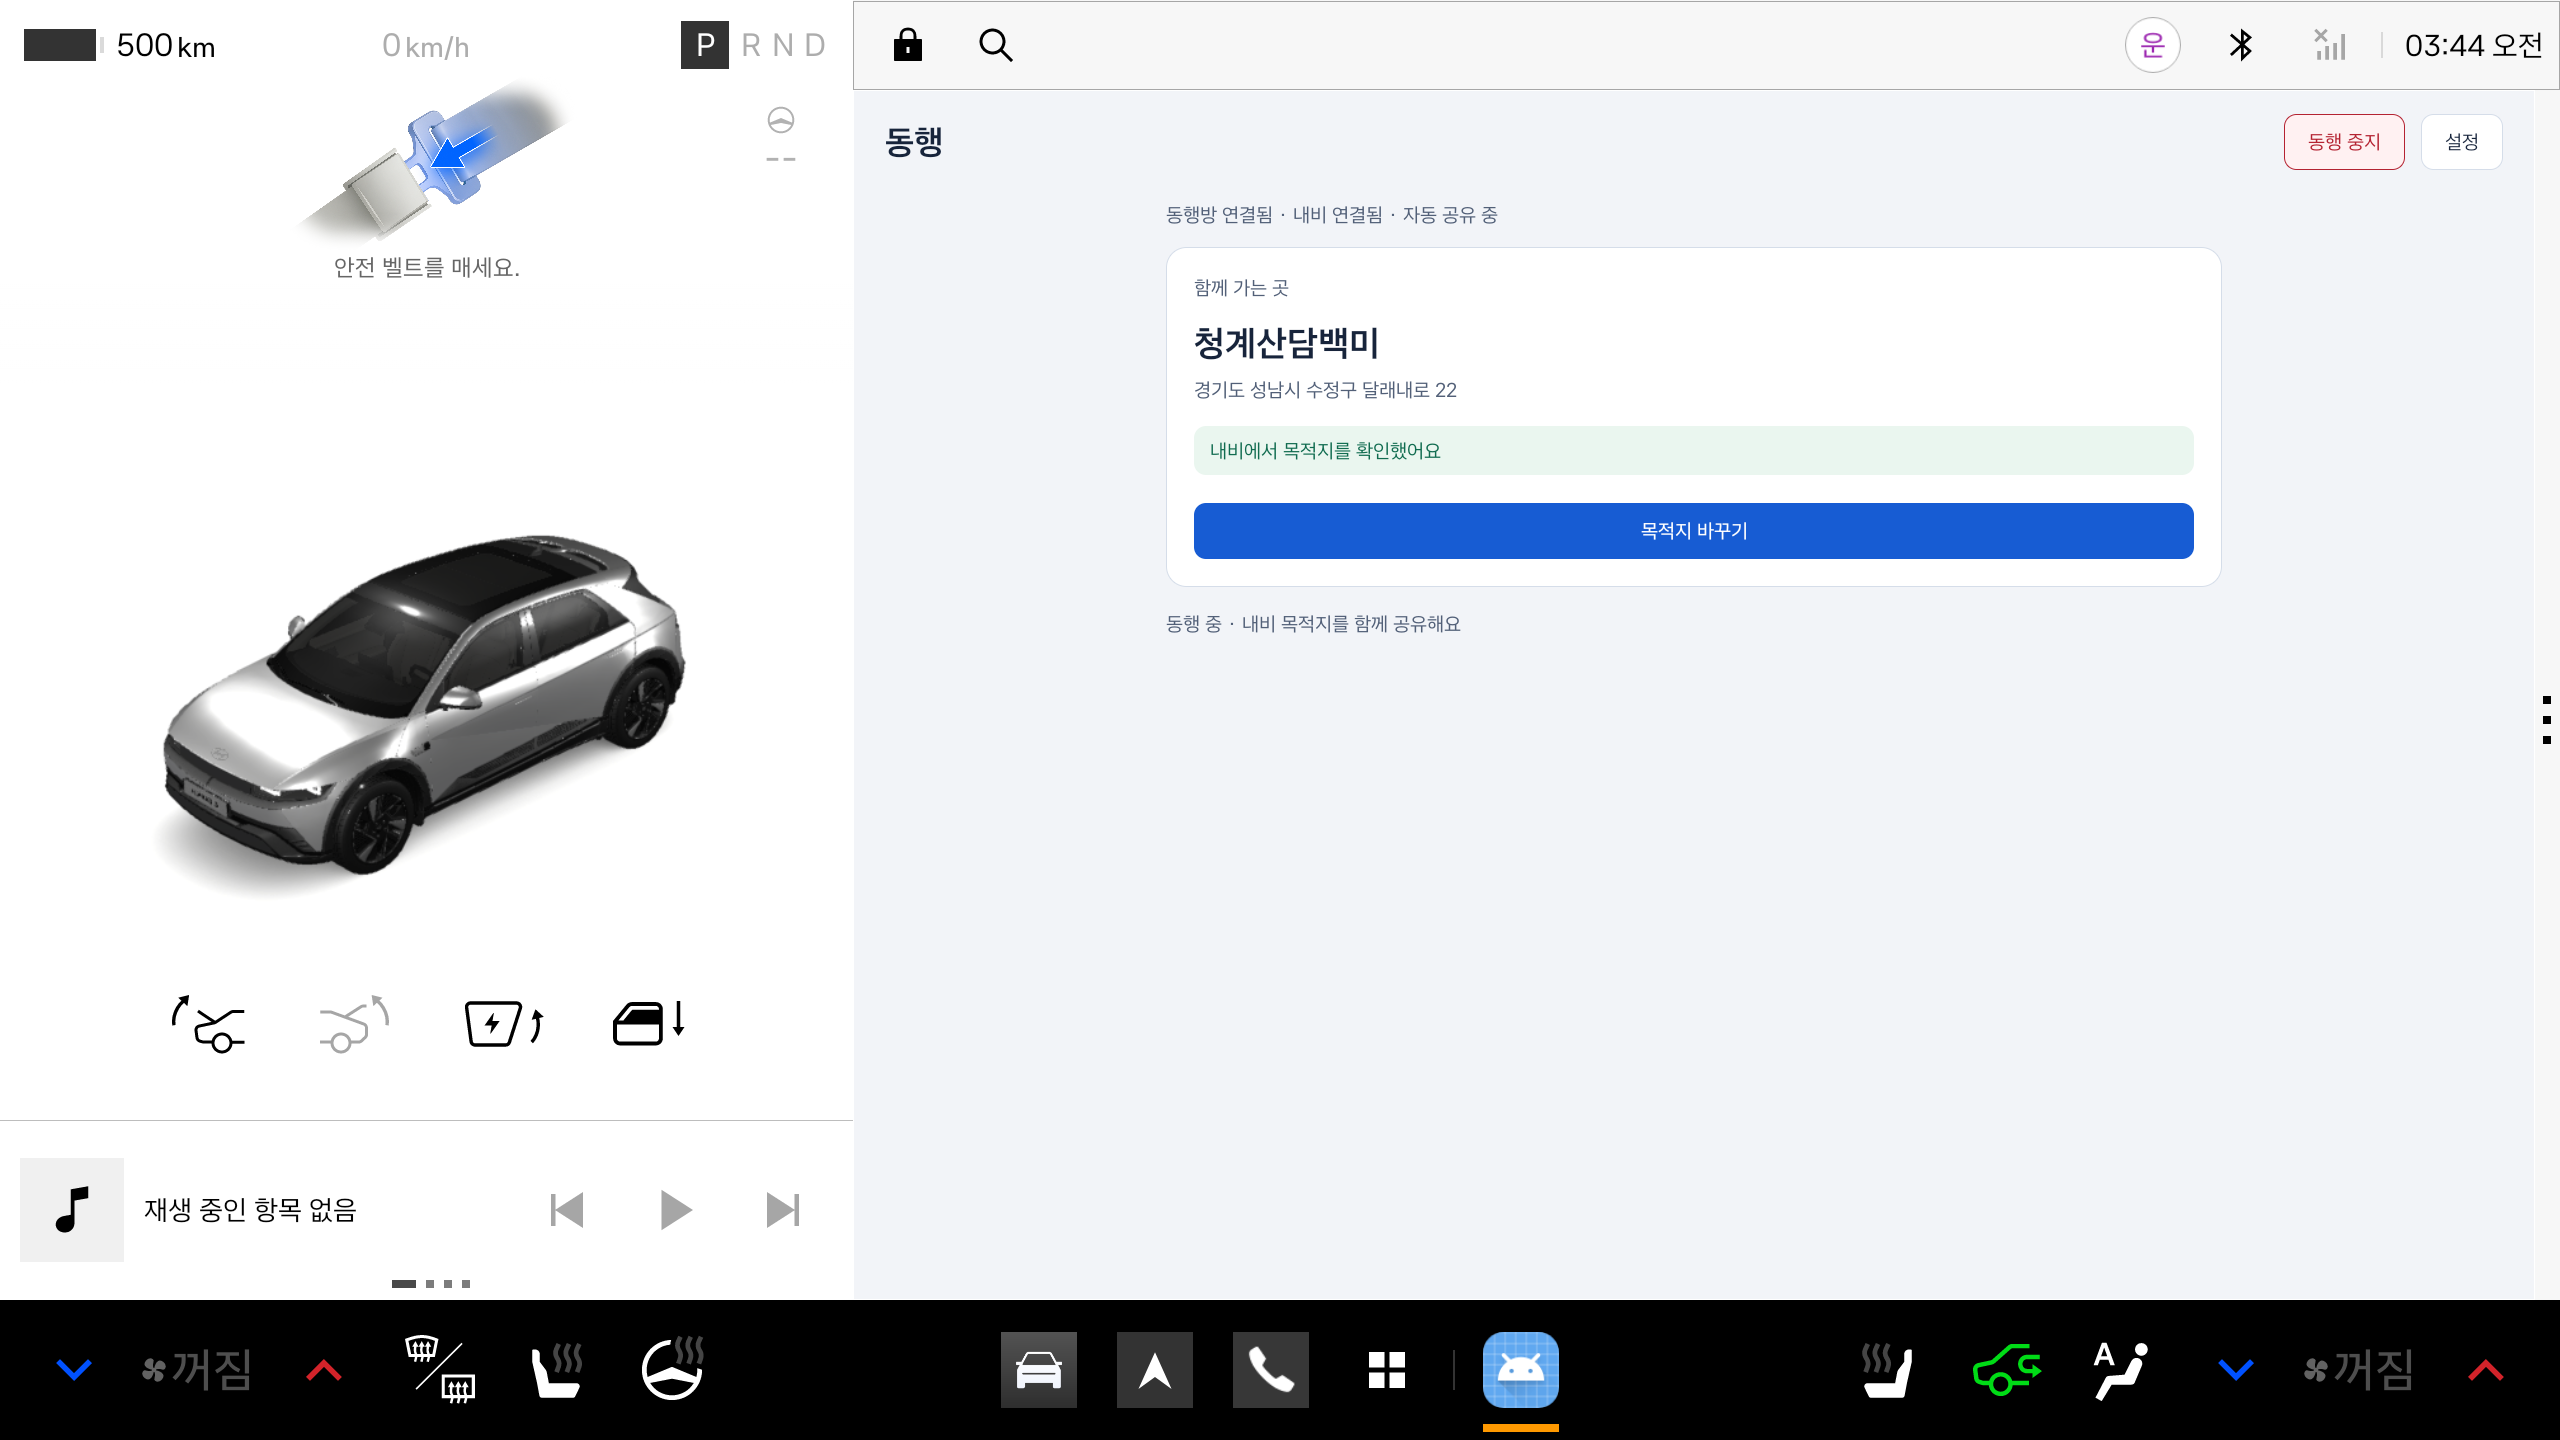 500 km
0 km/h
P R N D
안전 벨트를 매세요.
재생 중인 항목 없음
운
03:44 오전
동행
동행 중지
설정
동행방 연결됨 · 내비 연결됨 · 자동 공유 중
함께 가는 곳
청계산담백미
경기도 성남시 수정구 달래내로 22
내비에서 목적지를 확인했어요
목적지 바꾸기
동행 중 · 내비 목적지를 함께 공유해요
꺼짐
A
꺼짐